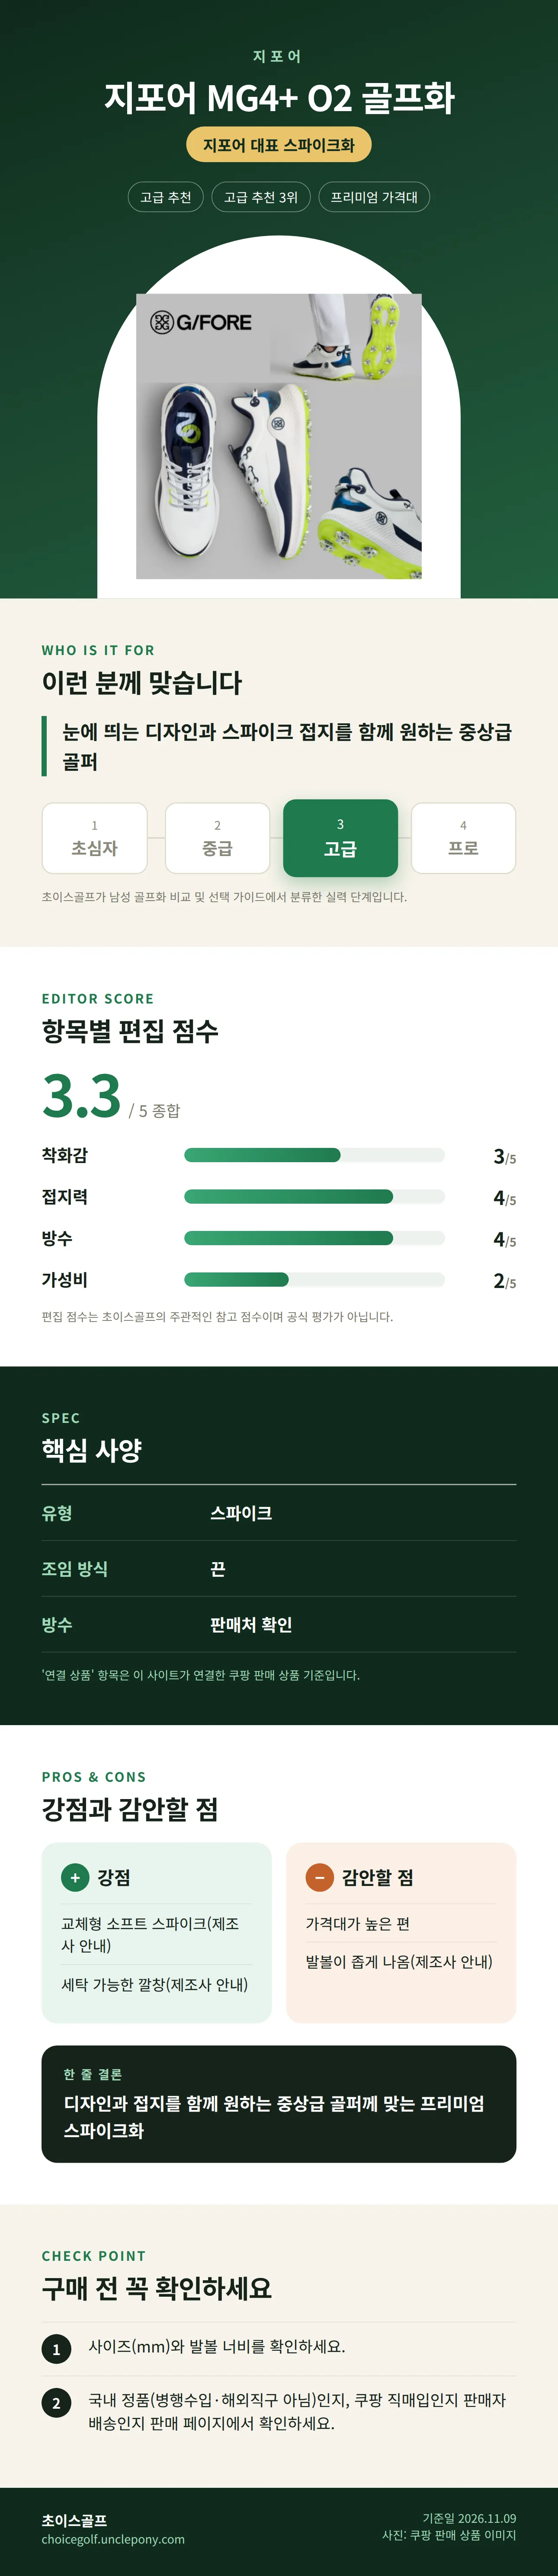 지포어
지포어 MG4+ O2 골프화
지포어 대표 스파이크화
고급 추천
고급 추천 3위
프리미엄 가격대
G/FORE
WHO IS IT FOR
이런 분께 맞습니다
눈에 띄는 디자인과 스파이크 접지를 함께 원하는 중상급
골퍼
1
초심자
2
중급
3
고급
4
프로
초이스골프가 남성 골프화 비교 및 선택 가이드에서 분류한 실력 단계입니다.
EDITOR SCORE
항목별 편집 점수
3.3 / 5 종합
착화감 3/5
접지력 4/5
방수 4/5
가성비 2/5
편집 점수는 초이스골프의 주관적인 참고 점수이며 공식 평가가 아닙니다.
SPEC
핵심 사양
유형 스파이크
조임 방식 끈
방수 판매처 확인
'연결 상품' 항목은 이 사이트가 연결한 쿠팡 판매 상품 기준입니다.
PROS & CONS
강점과 감안할 점
+ 강점
교체형 소프트 스파이크(제조
사 안내)
세탁 가능한 깔창(제조사 안내)
− 감안할 점
가격대가 높은 편
발볼이 좁게 나옴(제조사 안내)
한 줄 결론
디자인과 접지를 함께 원하는 중상급 골퍼께 맞는 프리미엄
스파이크화
CHECK POINT
구매 전 꼭 확인하세요
1 사이즈(mm)와 발볼 너비를 확인하세요.
2 국내 정품(병행수입·해외직구 아님)인지, 쿠팡 직매입인지 판매자
배송인지 판매 페이지에서 확인하세요.
초이스골프
choicegolf.unclepony.com
기준일 2026.11.09
사진: 쿠팡 판매 상품 이미지